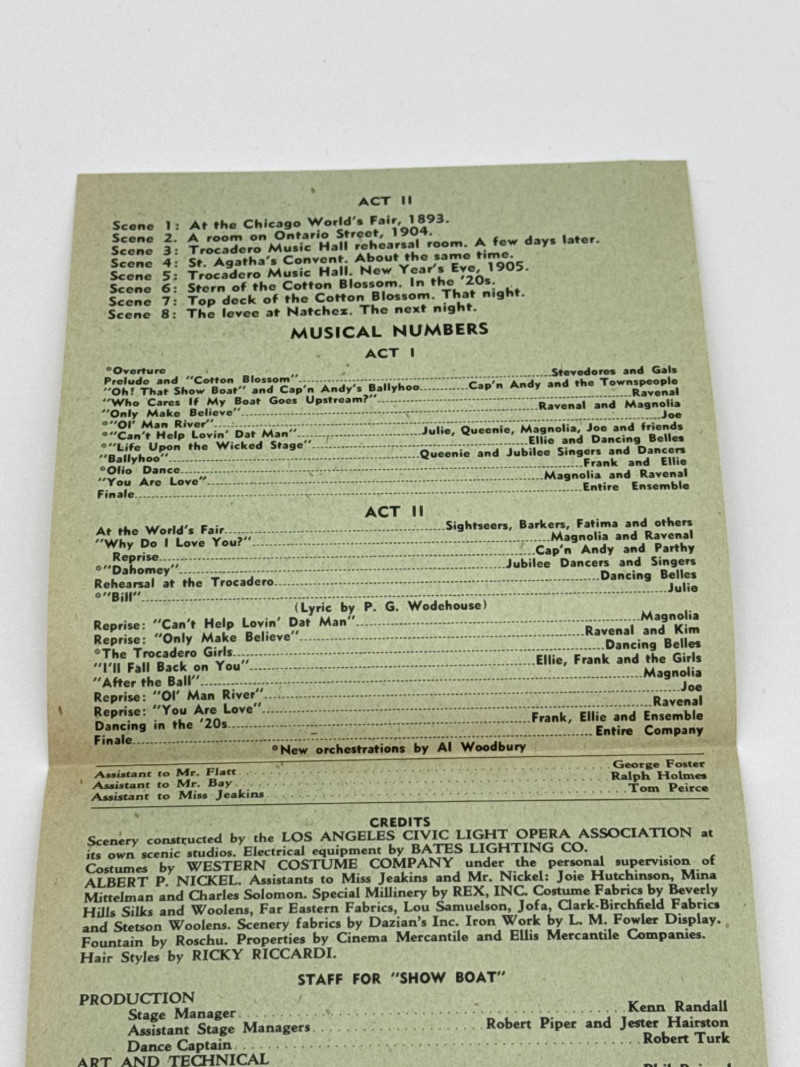 ACT II
Scene 1: At the Chicago World's Fair, 1893.
Scene 2. A room on Ontario Street, 1904.
Scene 3: Trocadero Music Hall rehearsal room. A few days later.
Scene 4: St. Agatha's Convent. About the same time.
Scene 5: Trocadero Music Hall. New Year's Eve, 1905.
Scene 6: Stern of the Cotton Blossom. In the '20s.
Scene 7: Top deck of the Cotton Blossom. That night.
Scene 8: The levee at Natchez. The next night.
MUSICAL NUMBERS
ACT I
*Overture
Prelude and "Cotton Blossom" Stevedores and Gals
"Oh! That Show Boat" and Cap'n Andy's Ballyhoo Cap'n Andy and the Townspeople
"Who Cares If My Boat Goes Upstream?" Ravenal
"Only Make Believe" Ravenal and Magnolia
*"Ol' Man River" Joe
*"Can't Help Lovin' Dat Man" Julie, Queenie, Magnolia, Joe and friends
*"Life Upon the Wicked Stage" Ellie and Dancing Belles
"Ballyhoo" Queenie and Jubilee Singers and Dancers
*Olio Dance Frank and Ellie
"You Are Love" Magnolia and Ravenal
Finale Entire Ensemble
ACT II
At the World's Fair Sightseers, Barkers, Fatima and others
"Why Do I Love You?" Magnolia and Ravenal
Reprise Cap'n Andy and Parthy
*"Dahomey" Jubilee Dancers and Singers
Rehearsal at the Trocadero Dancing Belles
*"Bill" Julie
(Lyric by P. G. Wodehouse)
Reprise: "Can't Help Lovin' Dat Man" Magnolia
Reprise: "Only Make Believe" Ravenal and Kim
*The Trocadero Girls Dancing Belles
"I'll Fall Back on You" Ellie, Frank and the Girls
"After the Ball" Magnolia
Reprise: "Ol' Man River" Joe
Reprise: "You Are Love" Ravenal
Dancing in the '20s Frank, Ellie and Ensemble
Finale Entire Company
*New orchestrations by Al Woodbury
Assistant to Mr. Flatt George Foster
Assistant to Mr. Bay Ralph Holmes
Assistant to Miss Jeakins Tom Peirce
CREDITS
Scenery constructed by the LOS ANGELES CIVIC LIGHT OPERA ASSOCIATION at
its own scenic studios. Electrical equipment by BATES LIGHTING CO.
Costumes by WESTERN COSTUME COMPANY under the personal supervision of
ALBERT P. NICKEL. Assistants to Miss Jeakins and Mr. Nickel: Joie Hutchinson, Mina
Mittelman and Charles Solomon. Special Millinery by REX, INC. Costume Fabrics by Beverly
Hills Silks and Woolens, Far Eastern Fabrics, Lou Samuelson, Jofa, Clark-Birchfield Fabrics
and Stetson Woolens. Scenery fabrics by Dazian's Inc. Iron Work by L. M. Fowler Display.
Fountain by Roschu. Properties by Cinema Mercantile and Ellis Mercantile Companies.
Hair Styles by RICKY RICCARDI.
STAFF FOR "SHOW BOAT"
PRODUCTION
Stage Manager Kenn Randall
Assistant Stage Managers Robert Piper and Jester Hairston
Dance Captain Robert Turk
ART AND TECHNICAL